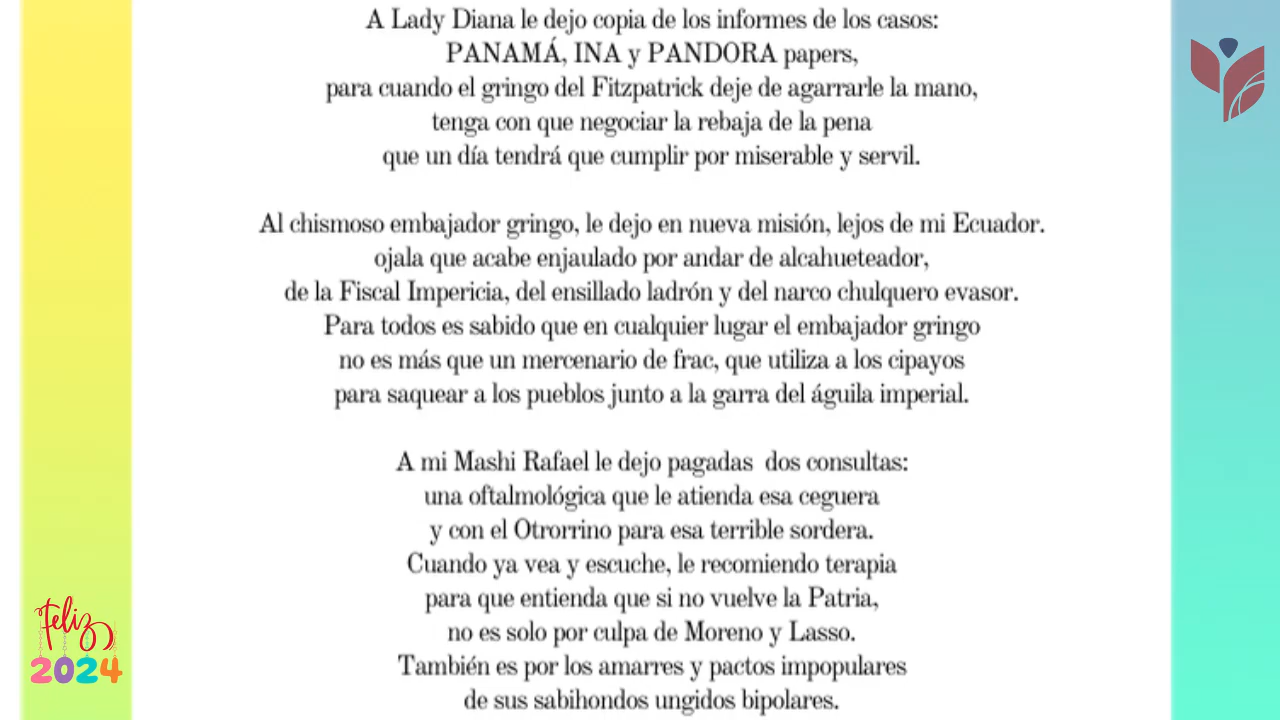 A Lady Diana le dejo copia de los informes de los casos:
PANAMÁ, INA y PANDORA papers,
para cuando el gringo del Fitzpatrick deje de agarrarle la mano,
tenga con que negociar la rebaja de la pena
que un día tendrá que cumplir por miserable y servil.
Al chismoso embajador gringo, le dejo en nueva misión, lejos de mi Ecuador.
ojala que acabe enjaulado por andar de alcahueteador,
de la Fiscal Impericia, del ensillado ladrón y del narco chulquero evasor.
Para todos es sabido que en cualquier lugar el embajador gringo
no es más que un mercenario de frac, que utiliza a los cipayos
para saquear a los pueblos junto a la garra del águila imperial.
A mi Mashi Rafael le dejo pagadas dos consultas:
una oftalmológica que le atienda esa ceguera
y con el Otrorrino para esa terrible sordera.
Cuando ya vea y escuche, le recomiendo terapia
para que entienda que si no vuelve la Patria,
no es solo por culpa de Moreno y Lasso.
También es por los amarres y pactos impopulares
de sus sabihondos ungidos bipolares.
Feliz
2024